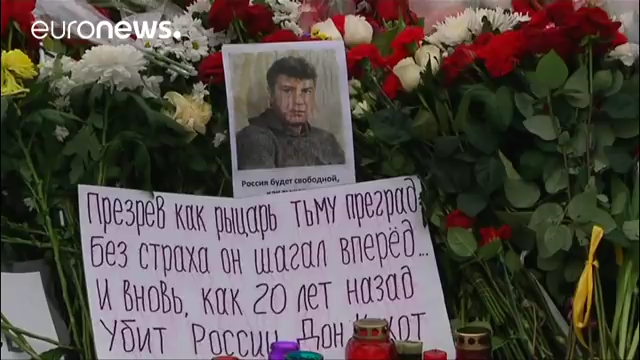 euronews.
Россия будет свободной,
Презрев как рыцарь тьму преград
без страха он шагал вперёд...
И вновь, как 20 лет назад
Убит России Дон